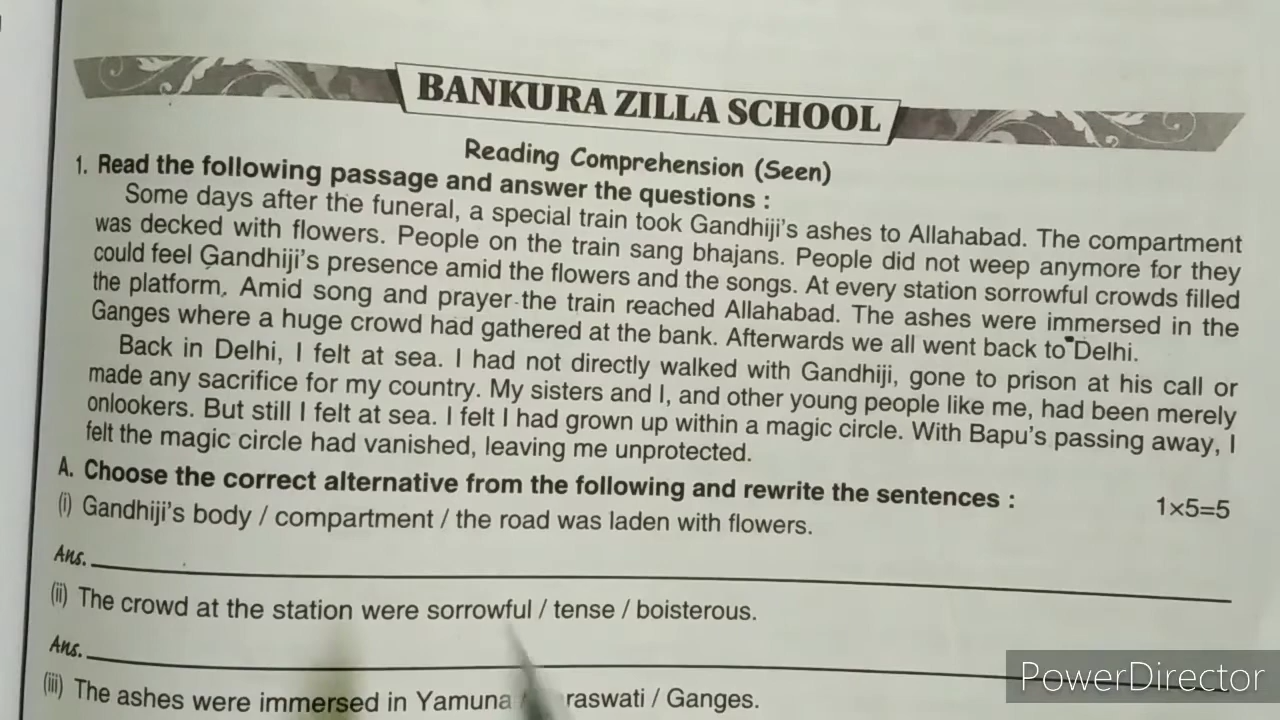 BANKURA ZILLA SCHOOL
Reading Comprehension (Seen)
1. Read the following passage and answer the questions :
Some days after the funeral, a special train took Gandhiji's ashes to Allahabad. The compartment
was decked with flowers. People on the train sang bhajans. People did not weep anymore for they
could feel Gandhiji's presence amid the flowers and the songs. At every station sorrowful crowds filled
the platform. Amid song and prayer the train reached Allahabad. The ashes were immersed in the
Ganges where a huge crowd had gathered at the bank. Afterwards we all went back to Delhi.
Back in Delhi, I felt at sea. I had not directly walked with Gandhiji, gone to prison at his call or
made any sacrifice for my country. My sisters and I, and other young people like me, had been merely
onlookers. But still I felt at sea. I felt I had grown up within a magic circle. With Bapu's passing away, I
felt the magic circle had vanished, leaving me unprotected.
A. Choose the correct alternative from the following and rewrite the sentences : 1×5=5
(i) Gandhiji's body / compartment / the road was laden with flowers.
Ans.
(ii) The crowd at the station were sorrowful / tense / boisterous.
Ans.
(iii) The ashes were immersed in Yamuna / raswati / Ganges.
PowerDirector